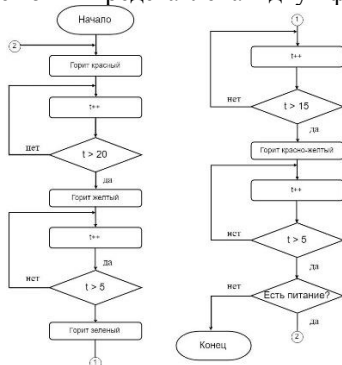 Начало
2
Горит красный
t++
нет
t > 20
да
Горит желтый
t++
да
нет
t > 5
Горит зеленый
1
1
t++
нет
t > 15
да
Горит красно-желтый
t++
нет
t > 5
да
нет
Есть питание?
да
Конец
2